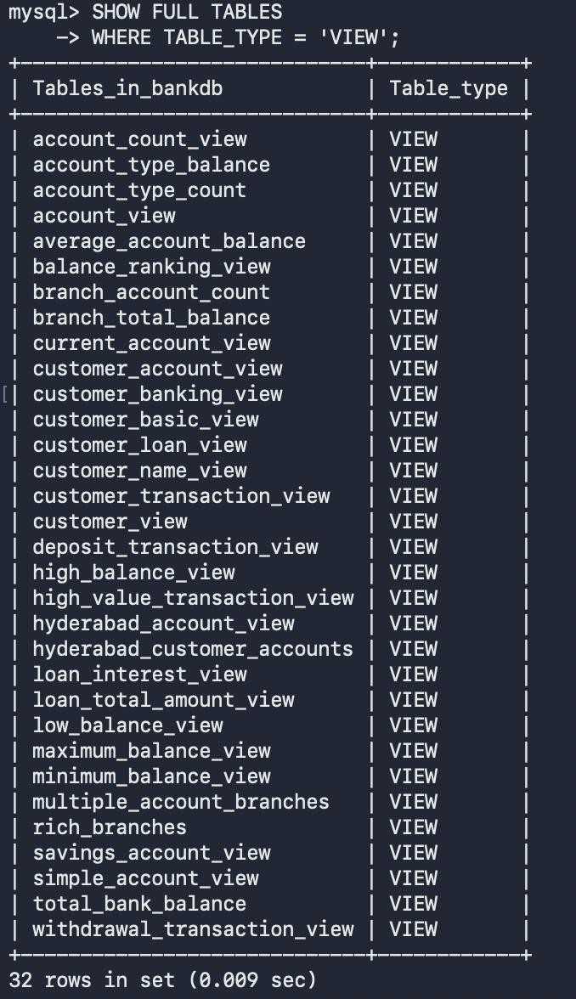 mysql> SHOW FULL TABLES
    -> WHERE TABLE_TYPE = 'VIEW';
+------------------------------+------------+
| Tables_in_bankdb             | Table_type |
+------------------------------+------------+
| account_count_view           | VIEW       |
| account_type_balance         | VIEW       |
| account_type_count           | VIEW       |
| account_view                 | VIEW       |
| average_account_balance      | VIEW       |
| balance_ranking_view         | VIEW       |
| branch_account_count         | VIEW       |
| branch_total_balance         | VIEW       |
| current_account_view         | VIEW       |
| customer_account_view        | VIEW       |
[| customer_banking_view        | VIEW       |
| customer_basic_view          | VIEW       |
| customer_loan_view           | VIEW       |
| customer_name_view           | VIEW       |
| customer_transaction_view    | VIEW       |
| customer_view                | VIEW       |
| deposit_transaction_view     | VIEW       |
| high_balance_view            | VIEW       |
| high_value_transaction_view  | VIEW       |
| hyderabad_account_view       | VIEW       |
| hyderabad_customer_accounts  | VIEW       |
| loan_interest_view           | VIEW       |
| loan_total_amount_view       | VIEW       |
| low_balance_view             | VIEW       |
| maximum_balance_view         | VIEW       |
| minimum_balance_view         | VIEW       |
| multiple_account_branches    | VIEW       |
| rich_branches                | VIEW       |
| savings_account_view         | VIEW       |
| simple_account_view          | VIEW       |
| total_bank_balance           | VIEW       |
| withdrawal_transaction_view  | VIEW       |
+------------------------------+------------+
32 rows in set (0.009 sec)